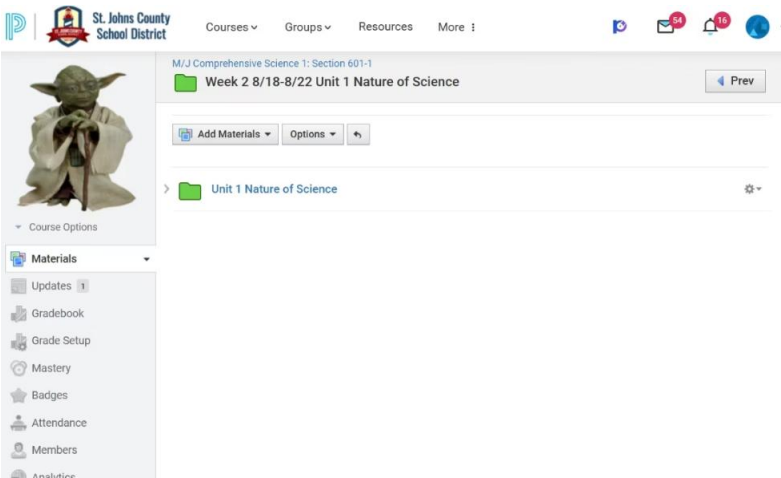 St. Johns County
School District
Courses
Groups
Resources
More
54
16
M/J Comprehensive Science 1: Section 601-1
Week 2 8/18-8/22 Unit 1 Nature of Science
Prev
Add Materials
Options
Unit 1 Nature of Science
Course Options
Materials
Updates 1
Gradebook
Grade Setup
Mastery
Badges
Attendance
Members
Analytics